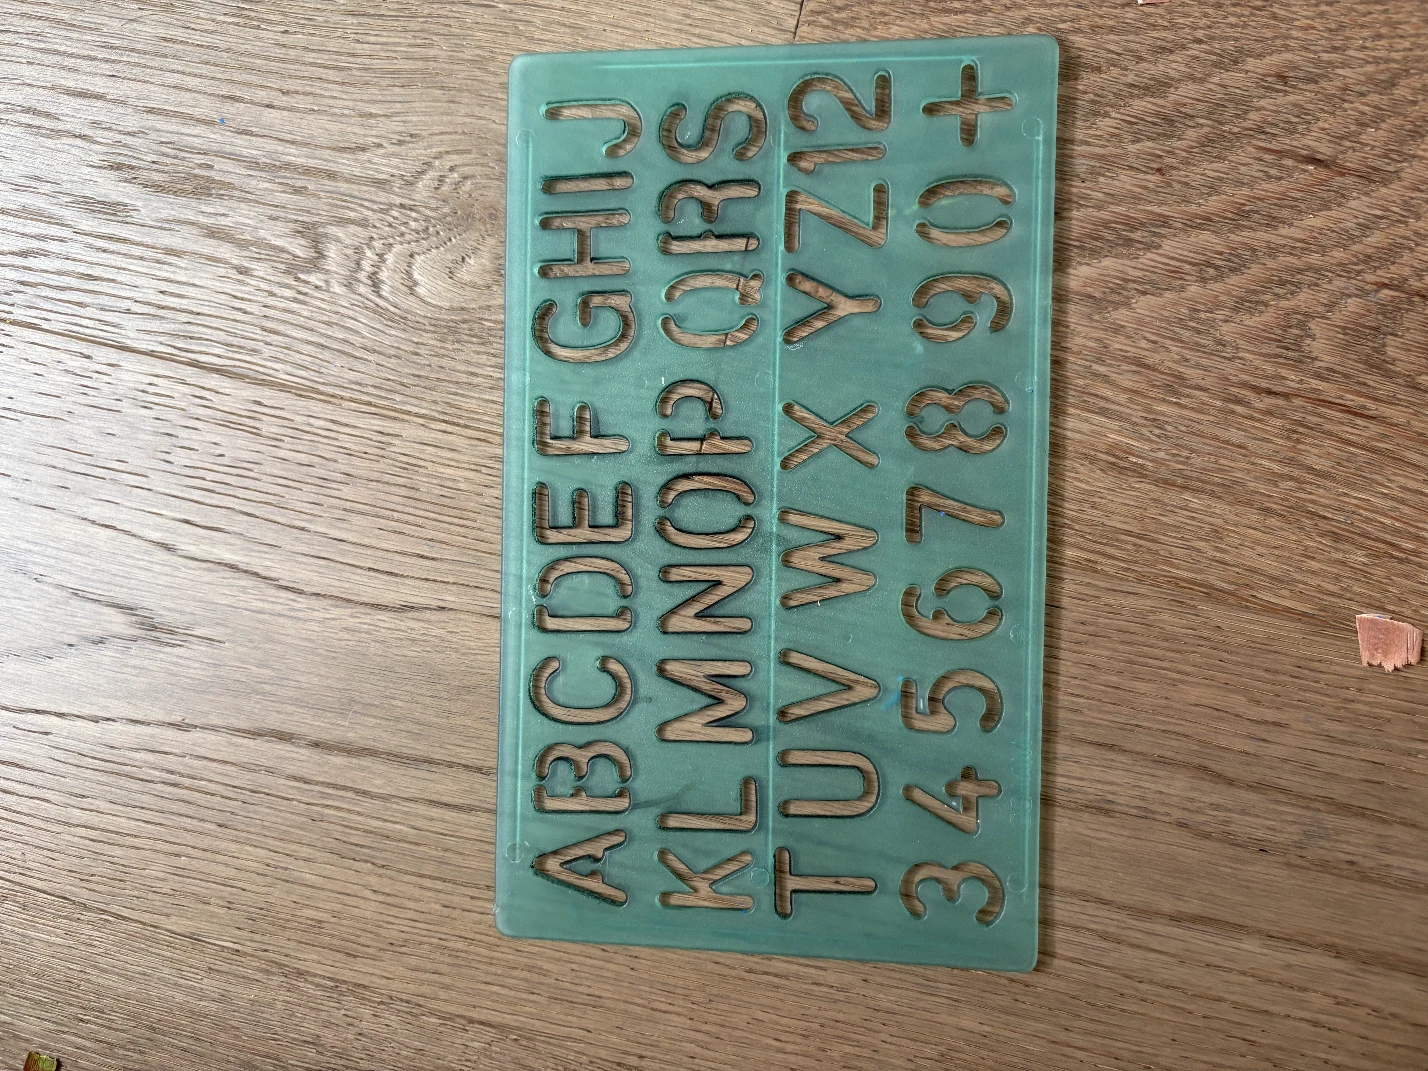 ABCDEFGHIJ
KLMNOPQRS
TUVWXYZ12
34567890+